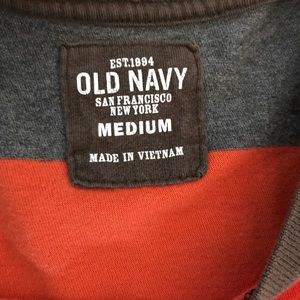 EST.1994
OLD NAVY
SAN FRANCISCO
NEW YORK
MEDIUM
MADE IN VIETNAM